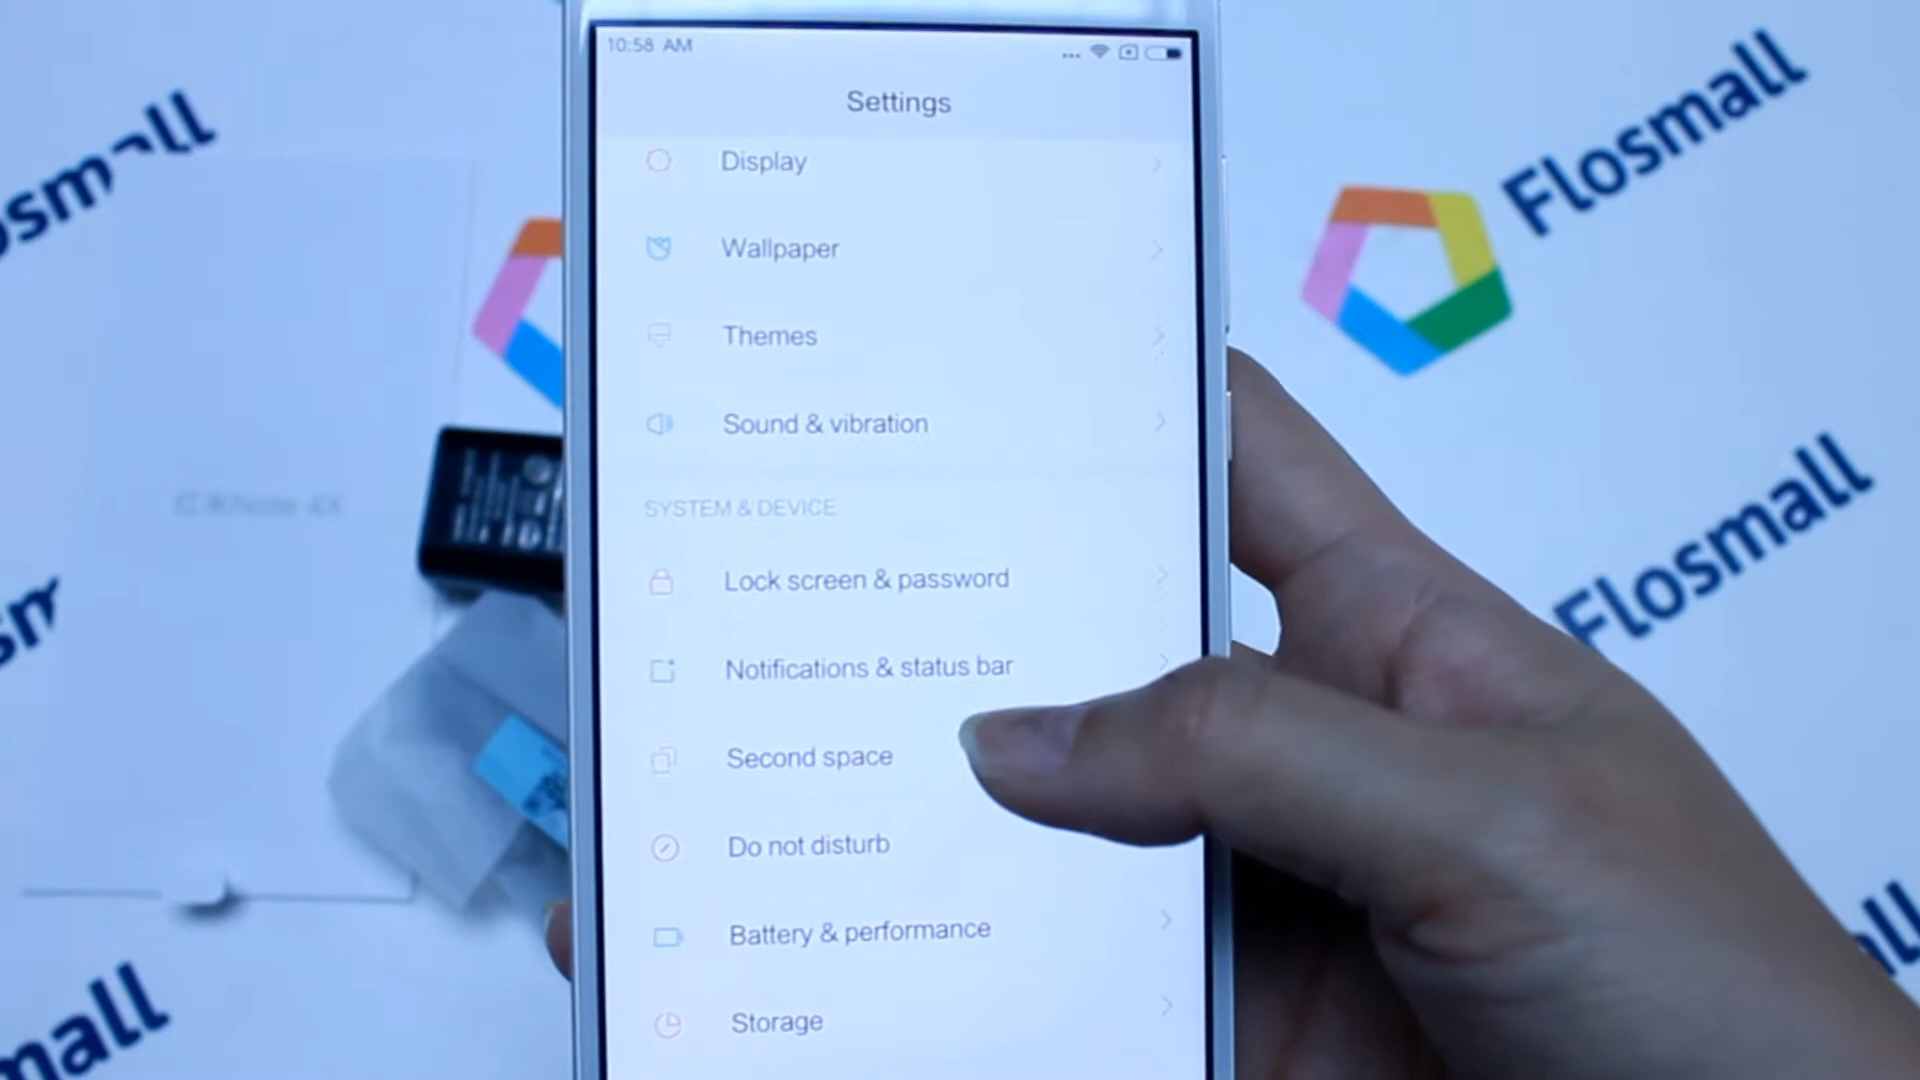 10:58 AM
Settings
Display
Wallpaper
Themes
Sound & vibration
SYSTEM & DEVICE
Lock screen & password
Notifications & status bar
Second space
Do not disturb
Battery & performance
Storage
Flosmall
Flosmall